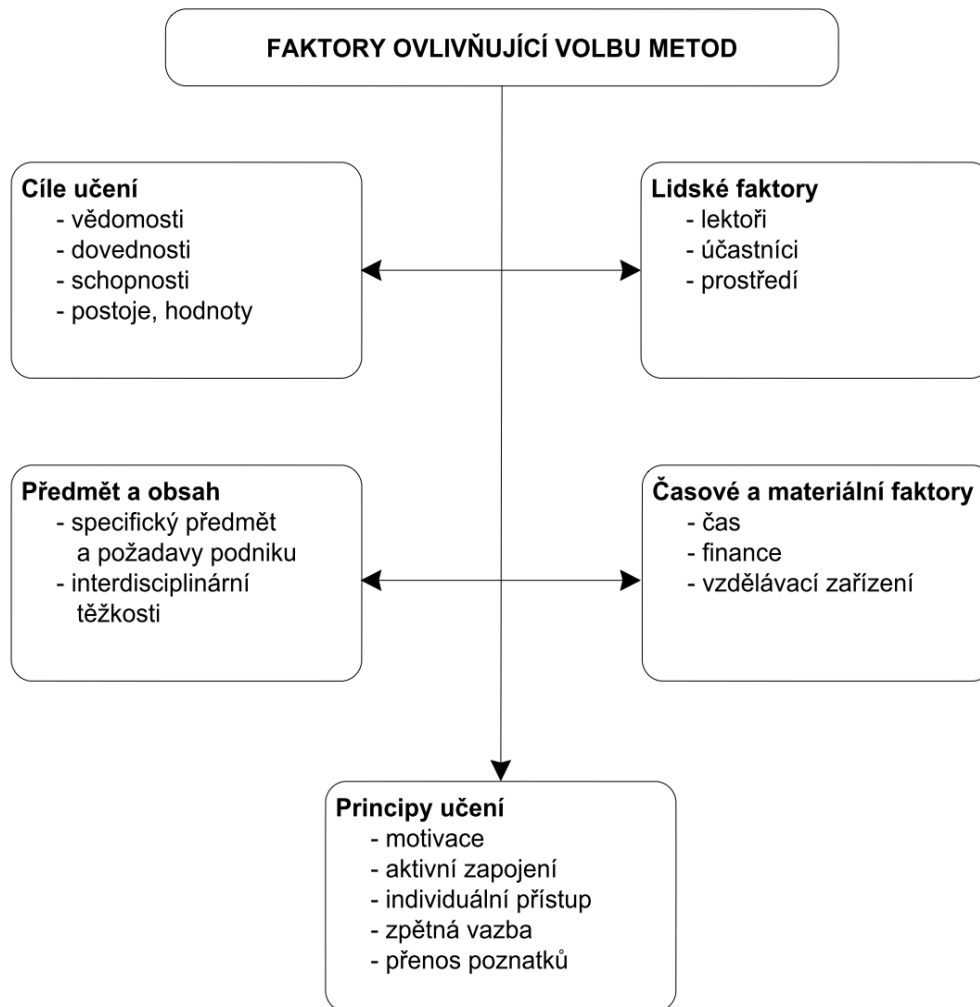 FAKTORY OVLIVŇUJÍCÍ VOLBU METOD
Cíle učení
- vědomosti
- dovednosti
- schopnosti
- postoje, hodnoty
Lidské faktory
- lektoři
- účastníci
- prostředí
Předmět a obsah
- specifický předmět
a požadavy podniku
- interdisciplinární
těžkosti
Časové a materiální faktory
- čas
- finance
- vzdělávací zařízení
Principy učení
- motivace
- aktivní zapojení
- individuální přístup
- zpětná vazba
- přenos poznatků